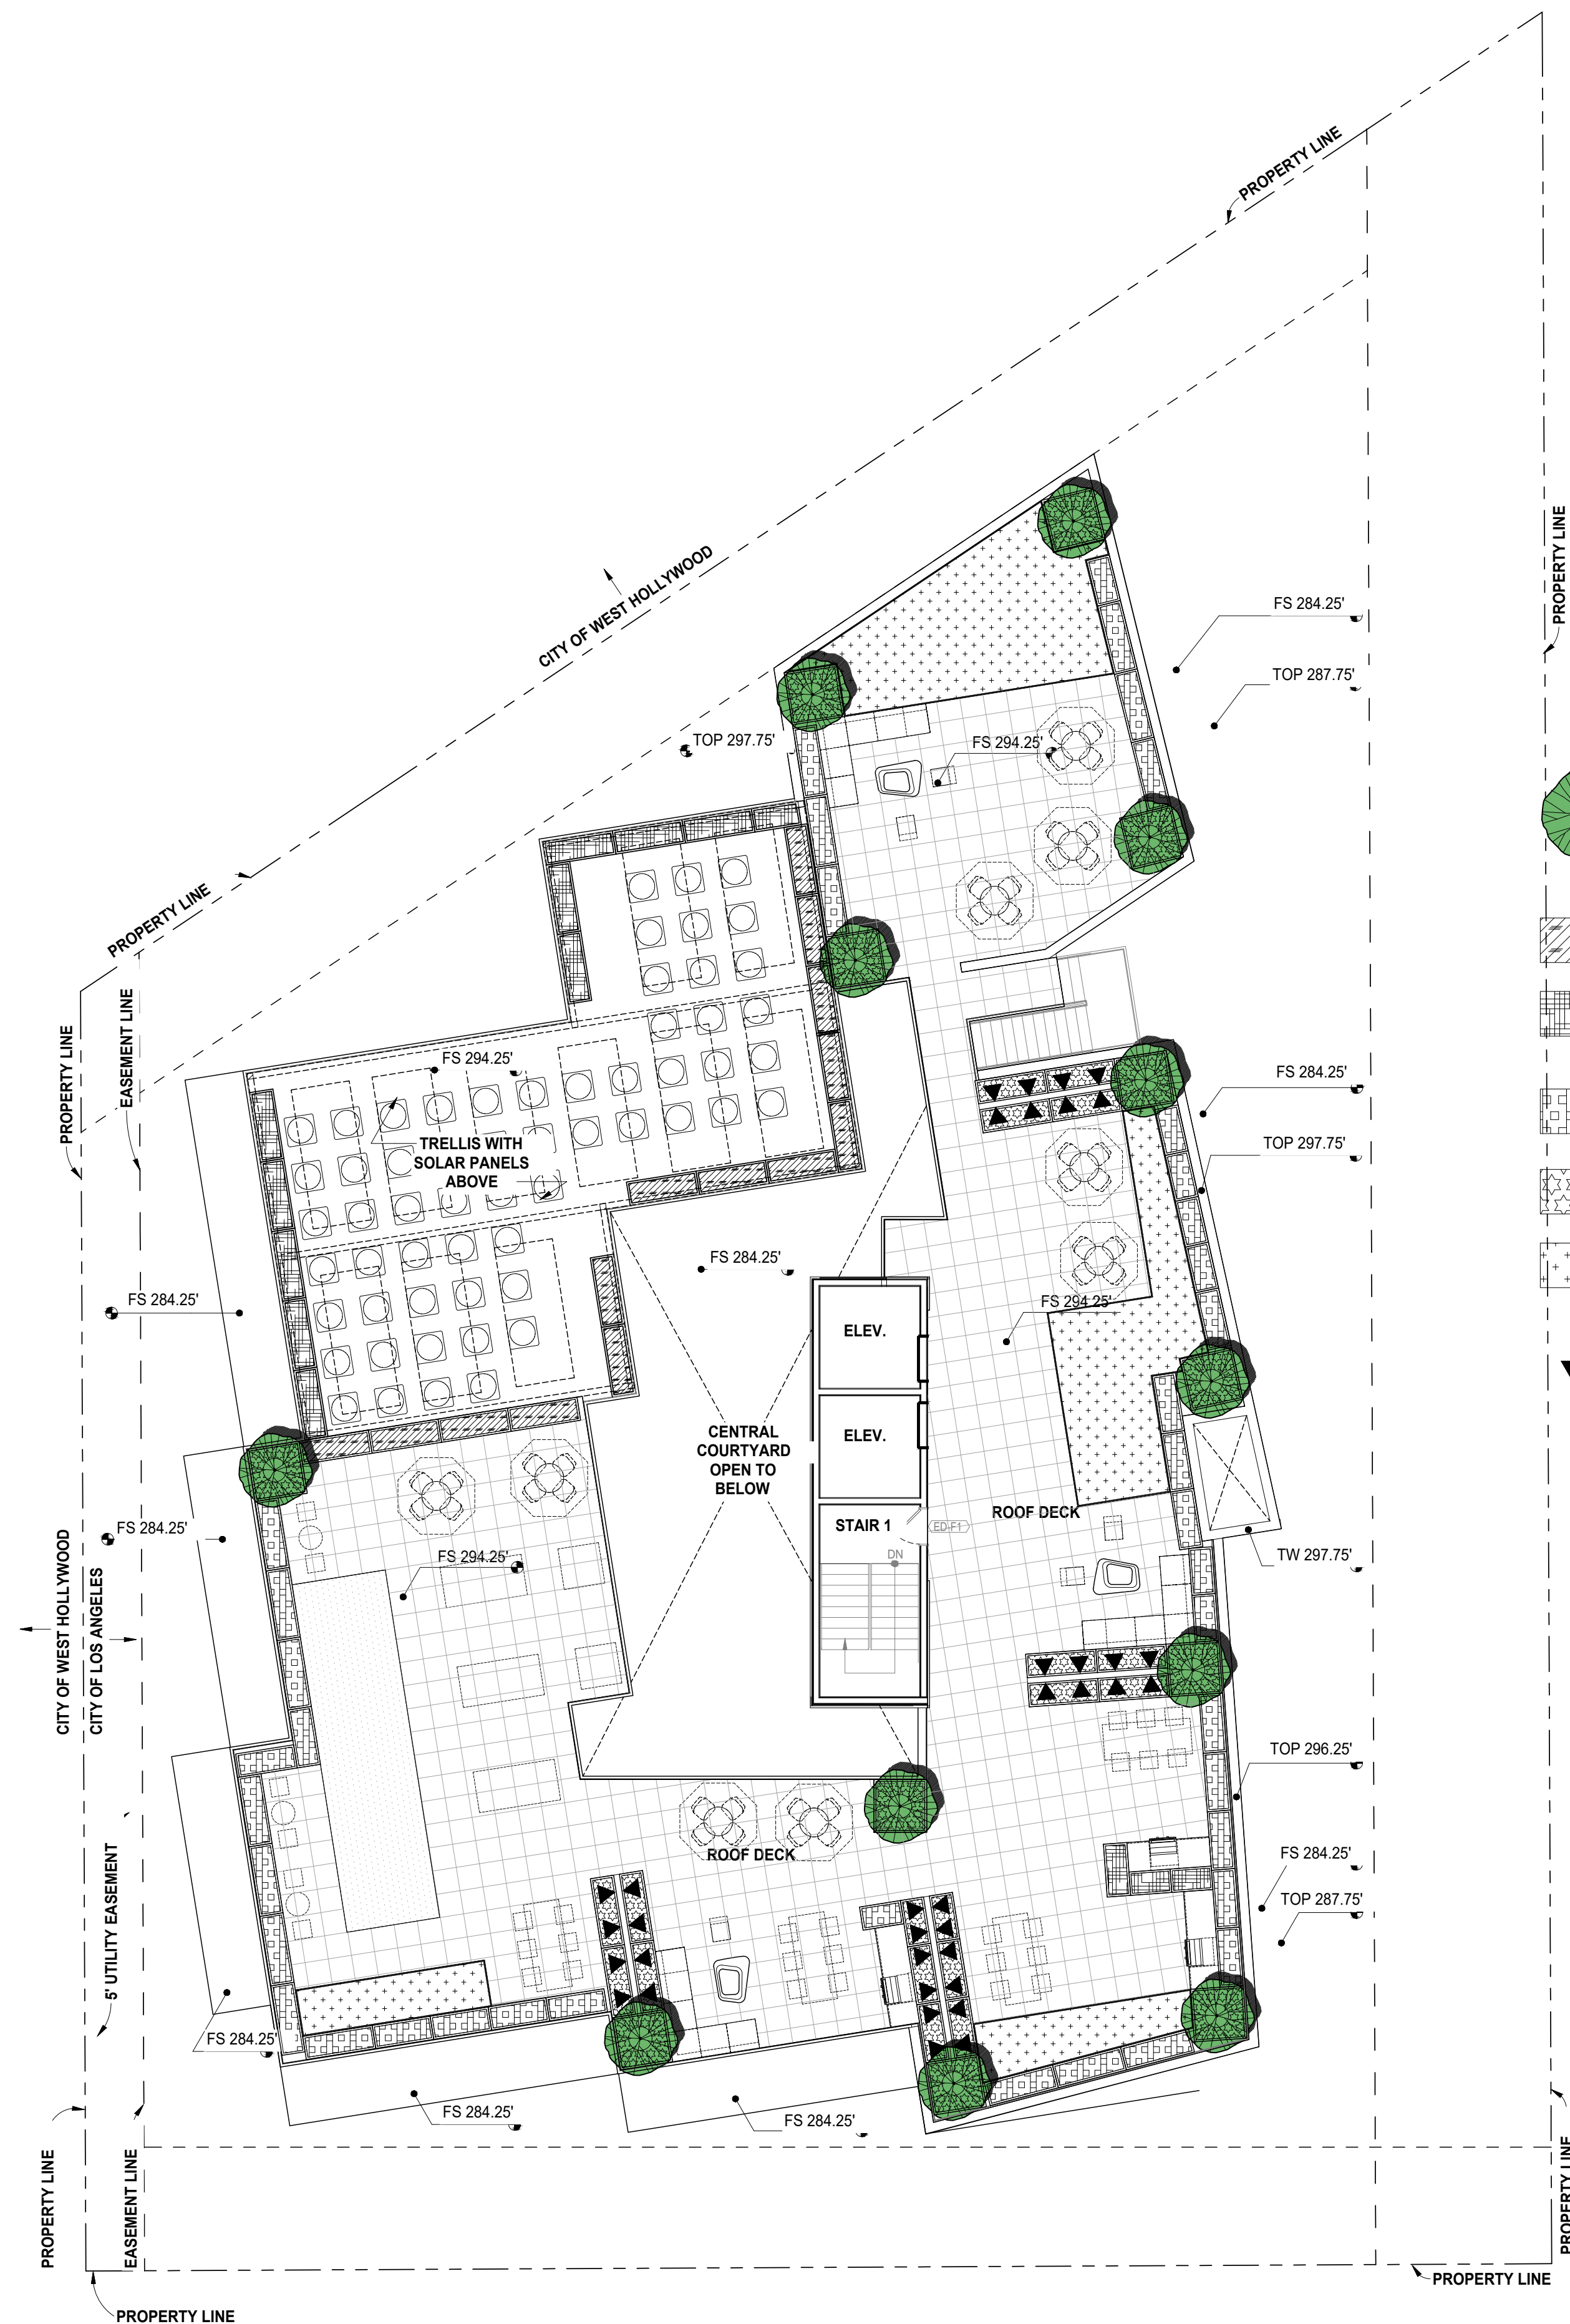 PROPERTY LINE
PROPERTY LINE
CITY OF WEST HOLLYWOOD
FS 284.25'
TOP 287.75'
TOP 297.75'
FS 294.25'
PROPERTY LINE
PROPERTY LINE
EASEMENT LINE
FS 294.25'
FS 284.25'
TRELLIS WITH
SOLAR PANELS
ABOVE
TOP 297.75'
FS 284.25'
FS 284.25'
FS 294.25'
ELEV.
CENTRAL
COURTYARD
OPEN TO
BELOW
ELEV.
ROOF DECK
STAIR 1
ED-F1
DN
FS 284.25'
FS 294.25'
TW 297.75'
CITY OF WEST HOLLYWOOD
CITY OF LOS ANGELES
TOP 296.25'
ROOF DECK
FS 284.25'
TOP 287.75'
5' UTILITY EASEMENT
FS 284.25'
FS 284.25'
FS 284.25'
PROPERTY LINE
EASEMENT LINE
PROPERTY LINE
PROPERTY LINE
PROPERTY LINE